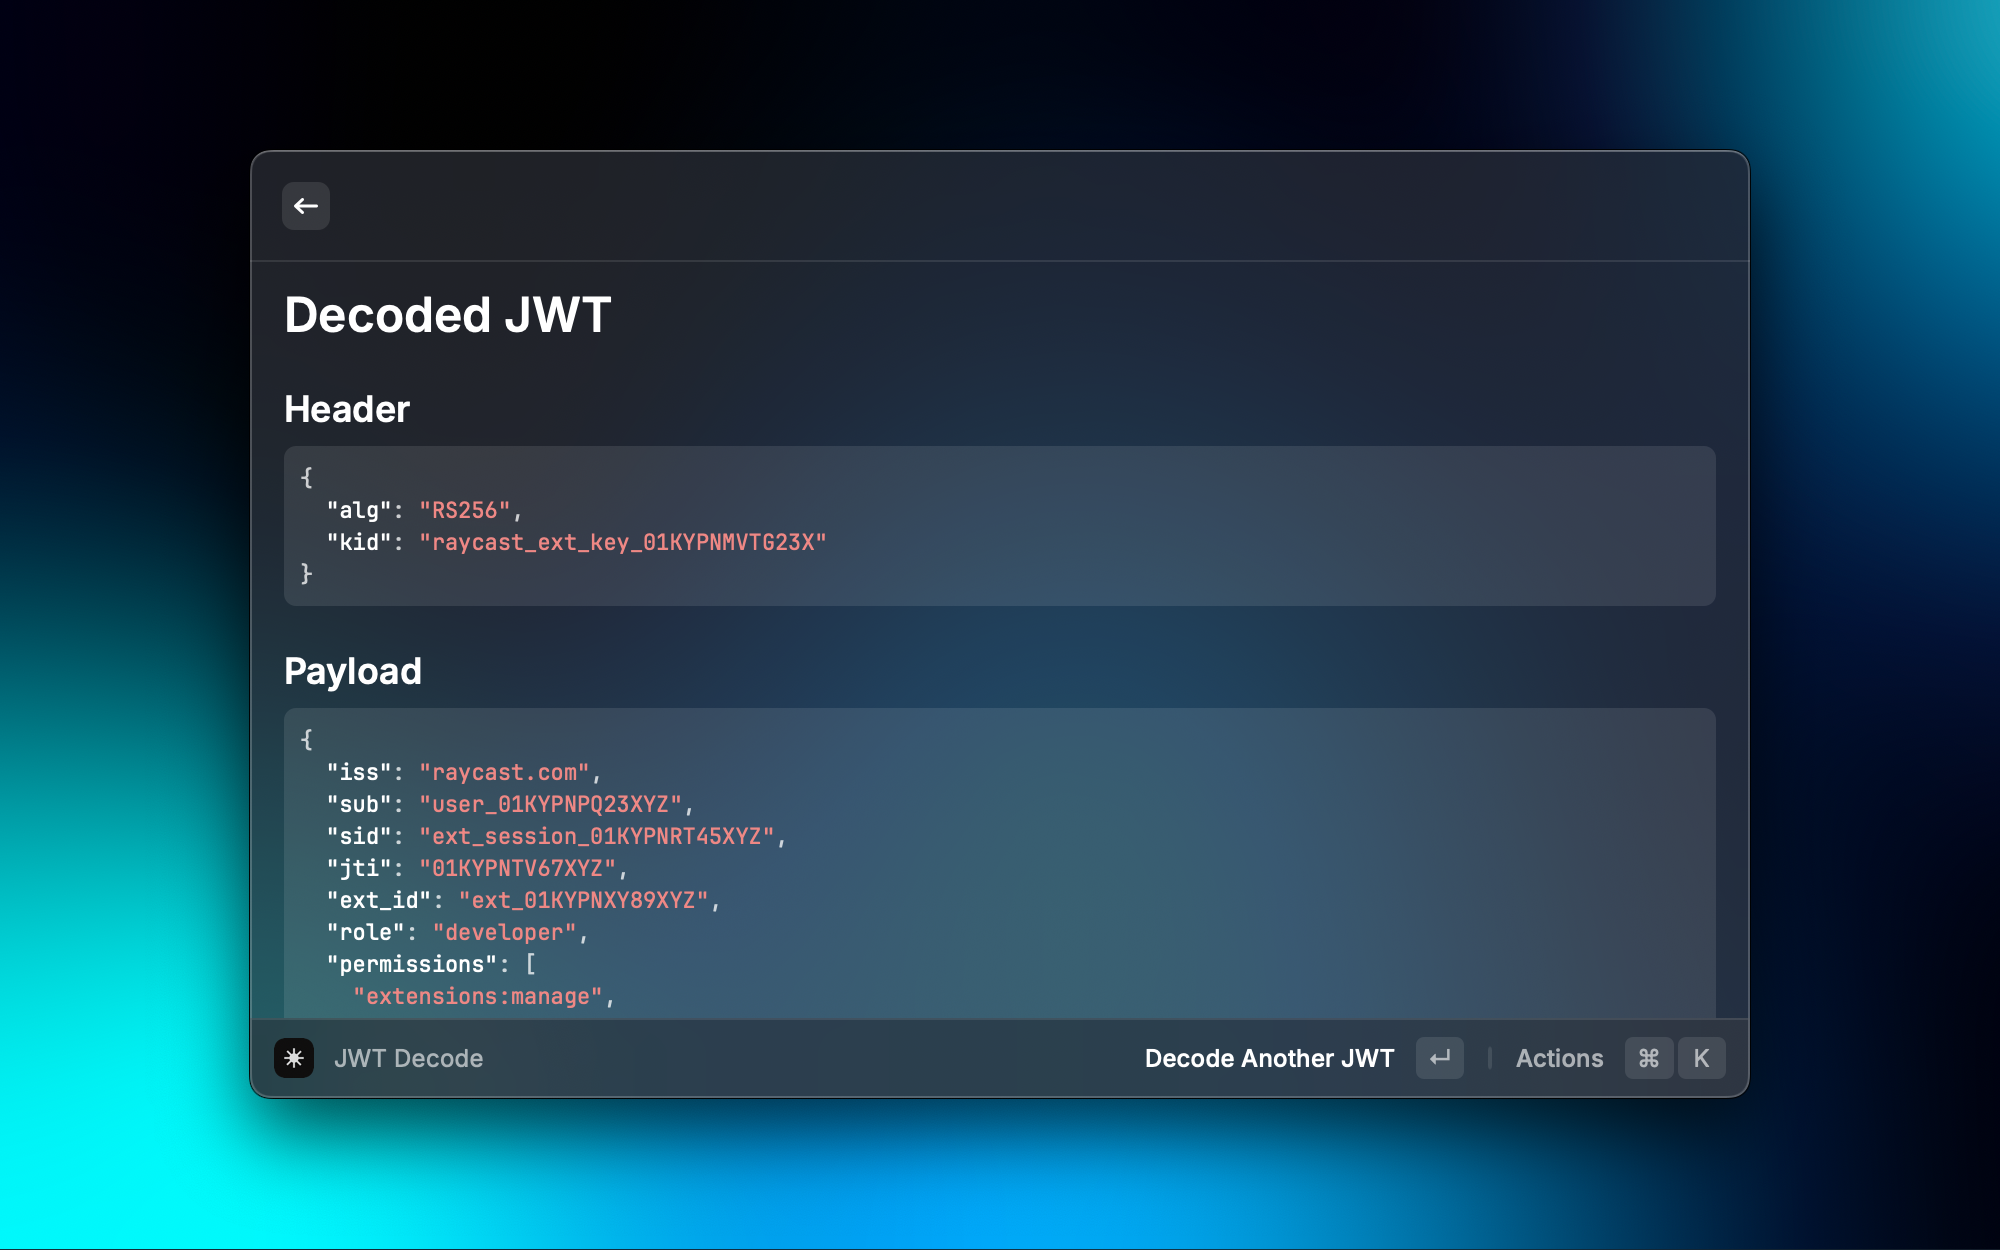 Decoded JWT
Header
{
  "alg": "RS256",
  "kid": "raycast_ext_key_01KYPNMVTG23X"
}
Payload
{
  "iss": "raycast.com",
  "sub": "user_01KYPNPQ23XYZ",
  "sid": "ext_session_01KYPNRT45XYZ",
  "jti": "01KYPNTV67XYZ",
  "ext_id": "ext_01KYPNXY89XYZ",
  "role": "developer",
  "permissions": [
    "extensions:manage",
JWT Decode
Decode Another JWT ↵ | Actions ⌘ K